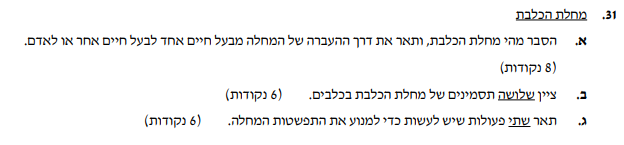 31. מחלת הכלבת
א. הסבר מהי מחלת הכלבת, ותאר את דרך ההעברה של המחלה מבעל חיים אחד לבעל חיים אחר או לאדם.
(8 נקודות)
ב. ציין שלושה תסמינים של מחלת הכלבת בכלבים. (6 נקודות)
ג. תאר שתי פעולות שיש לעשות כדי למנוע את התפשטות המחלה. (6 נקודות)